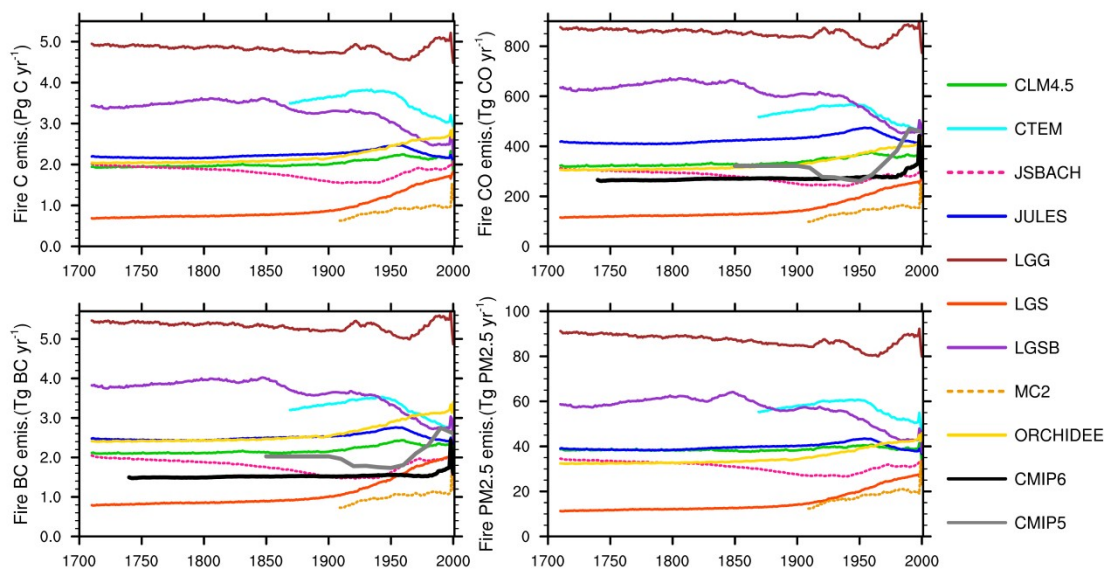 Fire C emis.(Pg C yr-1)
5.0
4.0
3.0
2.0
1.0
0.0
1700 1750 1800 1850 1900 1950 2000
Fire CO emis.(Tg CO yr-1)
800
600
400
200
0
1700 1750 1800 1850 1900 1950 2000
Fire BC emis.(Tg BC yr-1)
5.0
4.0
3.0
2.0
1.0
0.0
1700 1750 1800 1850 1900 1950 2000
Fire PM2.5 emis.(Tg PM2.5 yr-1)
100
80
60
40
20
0
1700 1750 1800 1850 1900 1950 2000
CLM4.5
CTEM
JSBACH
JULES
LGG
LGS
LGSB
MC2
ORCHIDEE
CMIP6
CMIP5